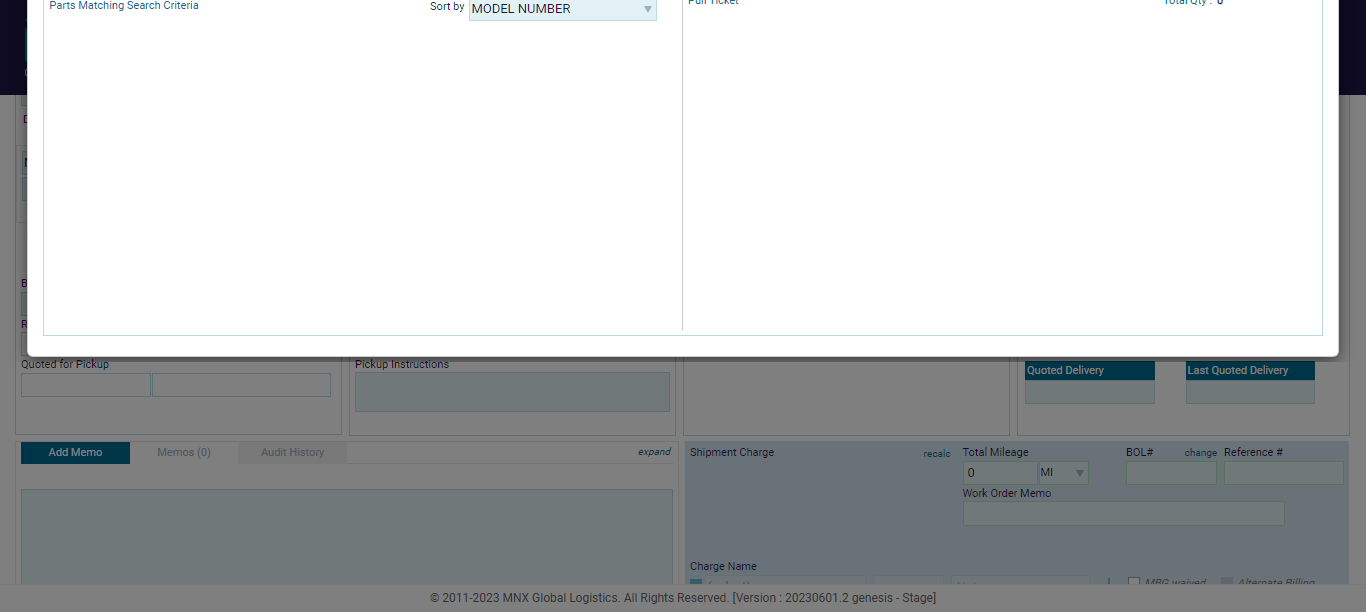 Parts Matching Search Criteria
Sort by MODEL NUMBER
Pull Ticket
Total Qty : 0
Quoted for Pickup
Pickup Instructions
Quoted Delivery
Last Quoted Delivery
Add Memo
Memos (0)
Audit History
expand
Shipment Charge
recalc
Total Mileage
BOL#
change
Reference #
0
MI
Work Order Memo
Charge Name
MBG waived
Alternate Billing
© 2011-2023 MNX Global Logistics. All Rights Reserved. [Version : 20230601.2 genesis - Stage]